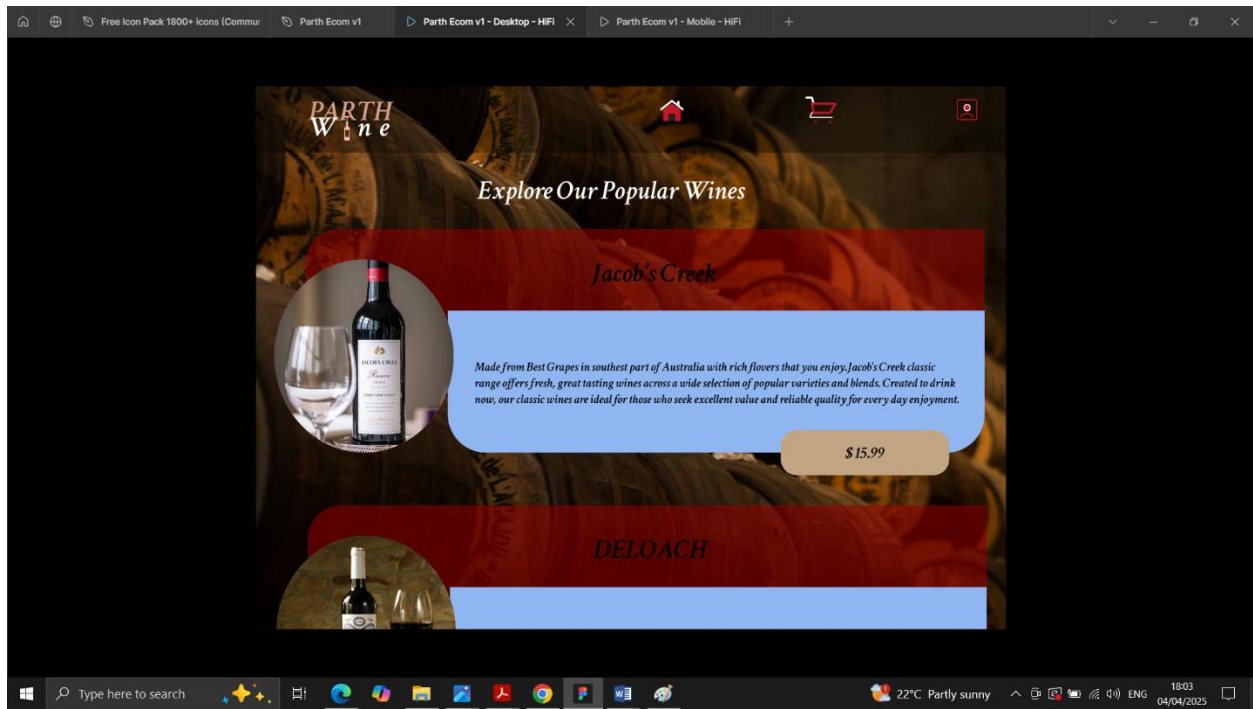 Free Icon Pack 1800+ icons (Commun
Parth Ecom v1
Parth Ecom v1 - Desktop - HiFi
Parth Ecom v1 - Mobile - HiFi
PARTH
Wine
Explore Our Popular Wines
Jacob's Creek
JACOB'S CREEK
Reserve
Made from Best Grapes in southest part of Australia with rich flovers that you enjoy.Jacob's Creek classic
range offers fresh, great tasting wines across a wide selection of popular varieties and blends. Created to drink
now, our classic wines are ideal for those who seek excellent value and reliable quality for every day enjoyment.
$ 15.99
DELOACH
Type here to search
22°C Partly sunny
ENG
18:03
04/04/2025